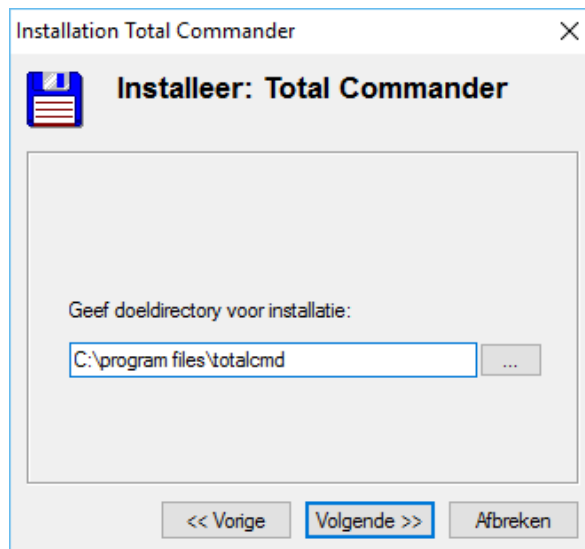 Installation Total Commander
Installeer: Total Commander
Geef doeldirectory voor installatie:
C:\program files\totalcmd
...
<< Vorige
Volgende >>
Afbreken